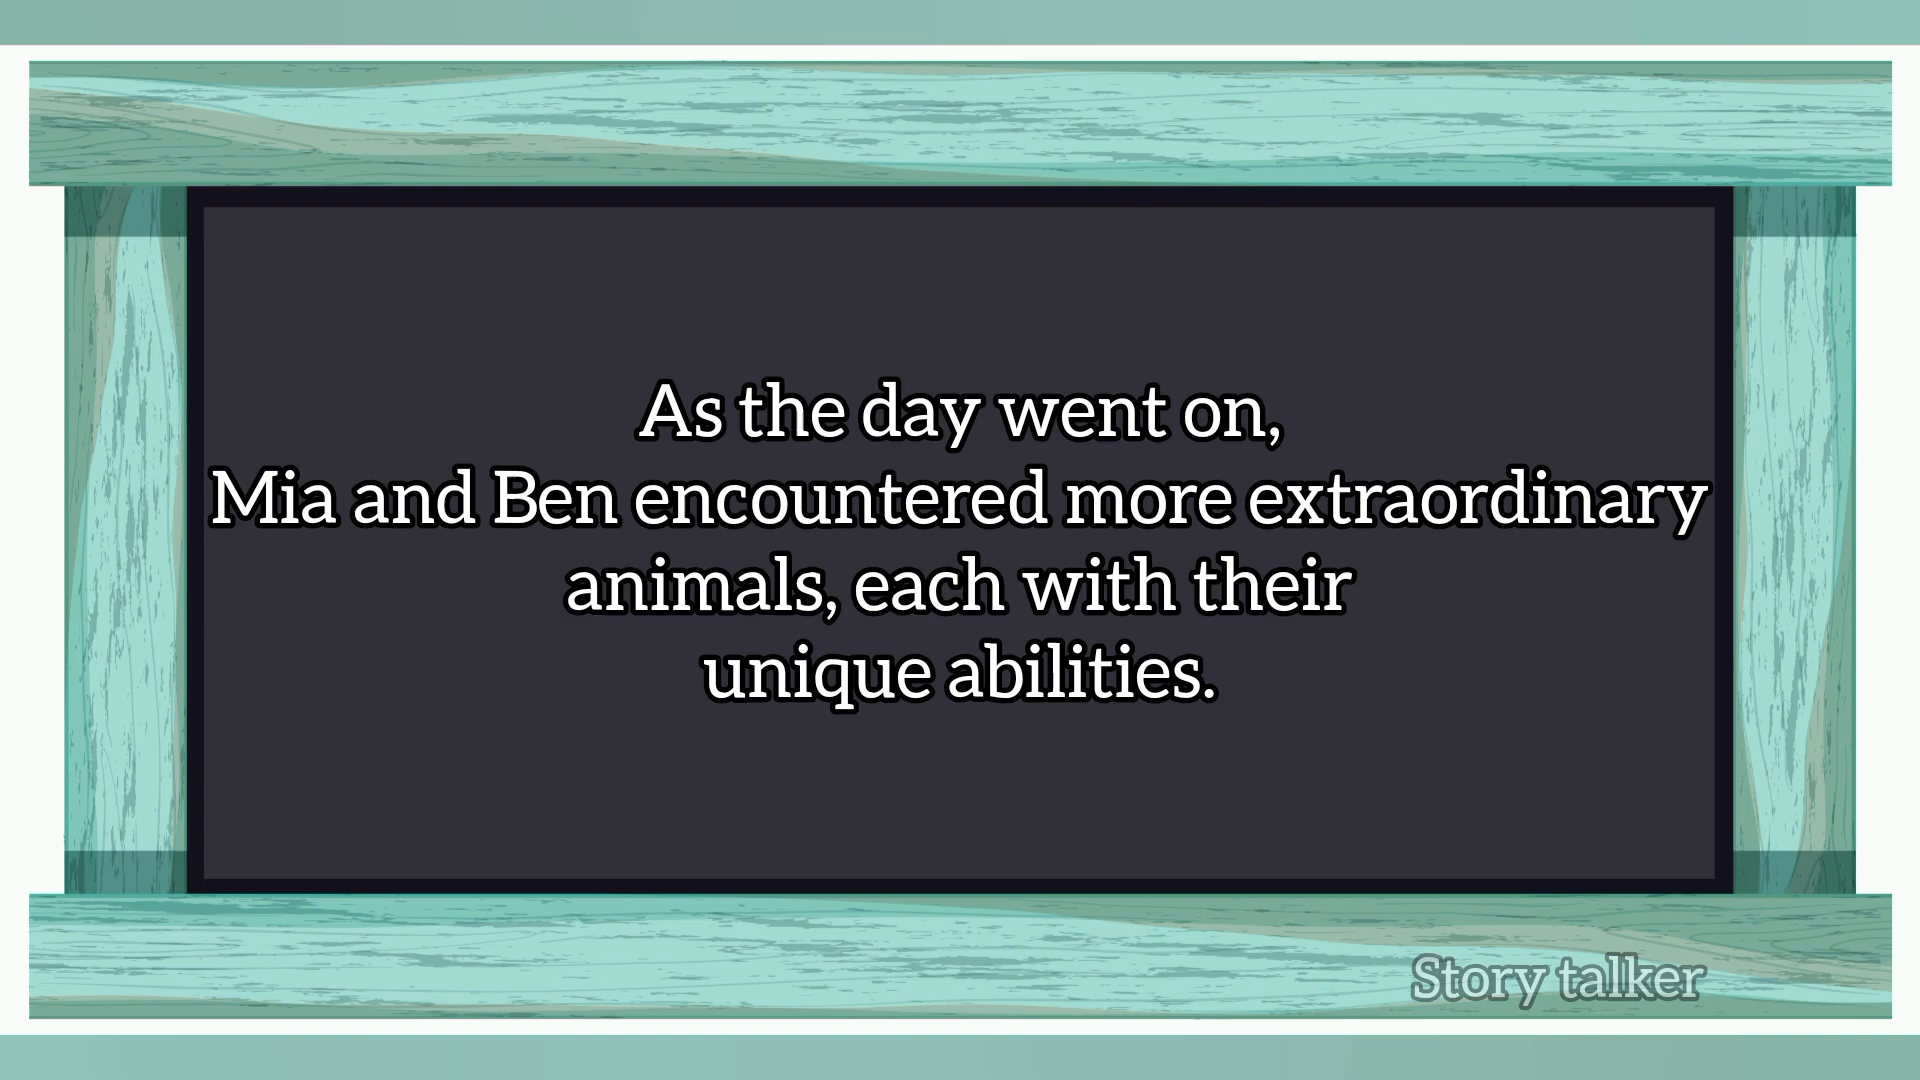 As the day went on,
Mia and Ben encountered more extraordinary
animals, each with their
unique abilities.
Story talker